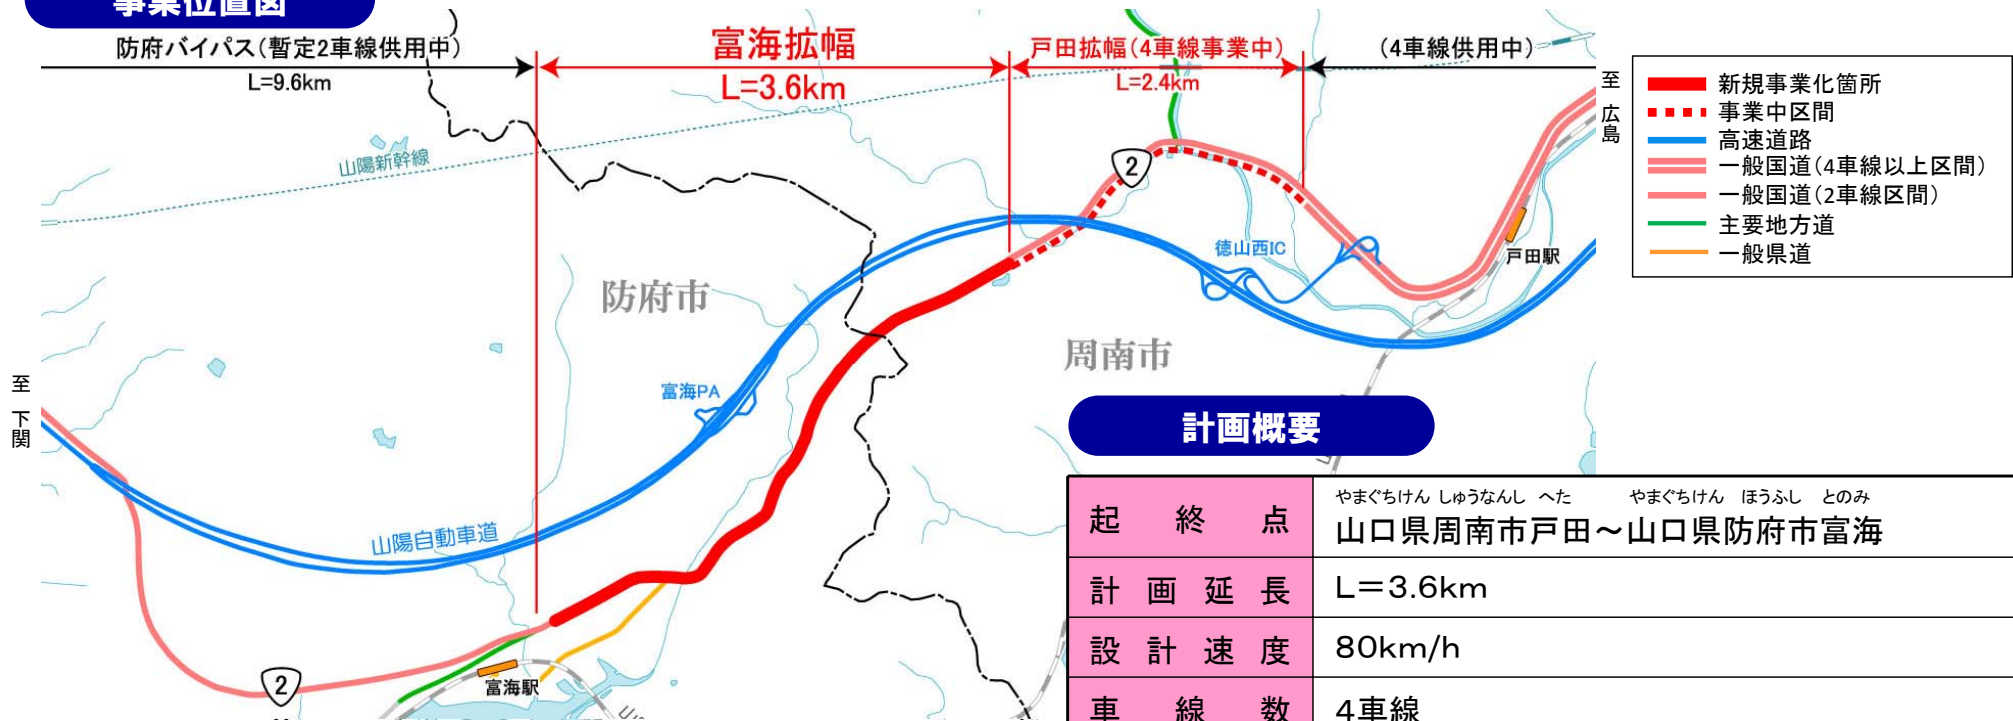 事業位置図
防府バイパス(暫定2車線供用中)
L=9.6km
富海拡幅
L=3.6km
戸田拡幅(4車線事業中)
L=2.4km
(4車線供用中)
至 広島
新規事業化箇所
事業中区間
高速道路
一般国道(4車線以上区間)
一般国道(2車線区間)
主要地方道
一般県道
山陽新幹線
2
徳山西IC
戸田駅
防府市
周南市
富海PA
至 下関
山陽自動車道
2
富海駅
計画概要
やまぐちけん しゅうなんし へた やまぐちけん ほうふし とのみ
起終点 山口県周南市戸田~山口県防府市富海
計画延長 L=3.6km
設計速度 80km/h
車線数 4車線